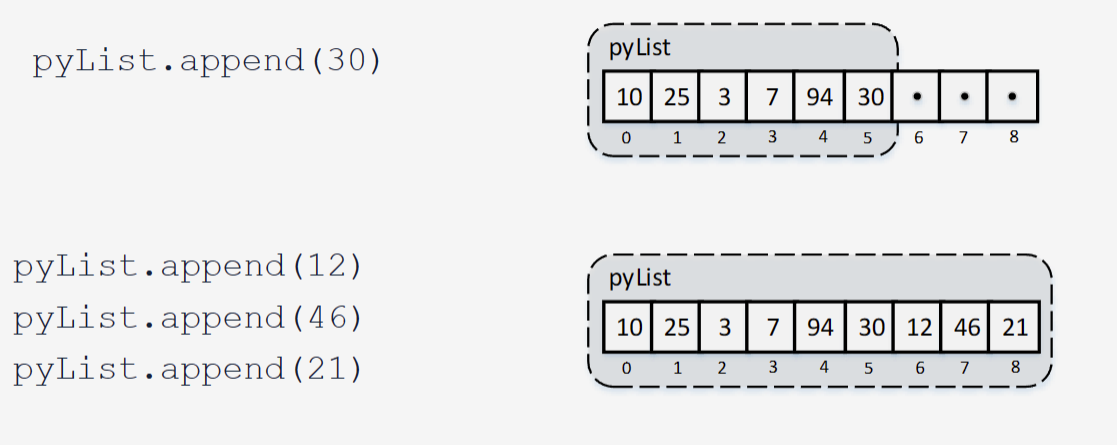 pyList.append(30)
pyList
10 25 3 7 94 30 • • •
0 1 2 3 4 5 6 7 8
pyList.append(12)
pyList.append(46)
pyList.append(21)
pyList
10 25 3 7 94 30 12 46 21
0 1 2 3 4 5 6 7 8